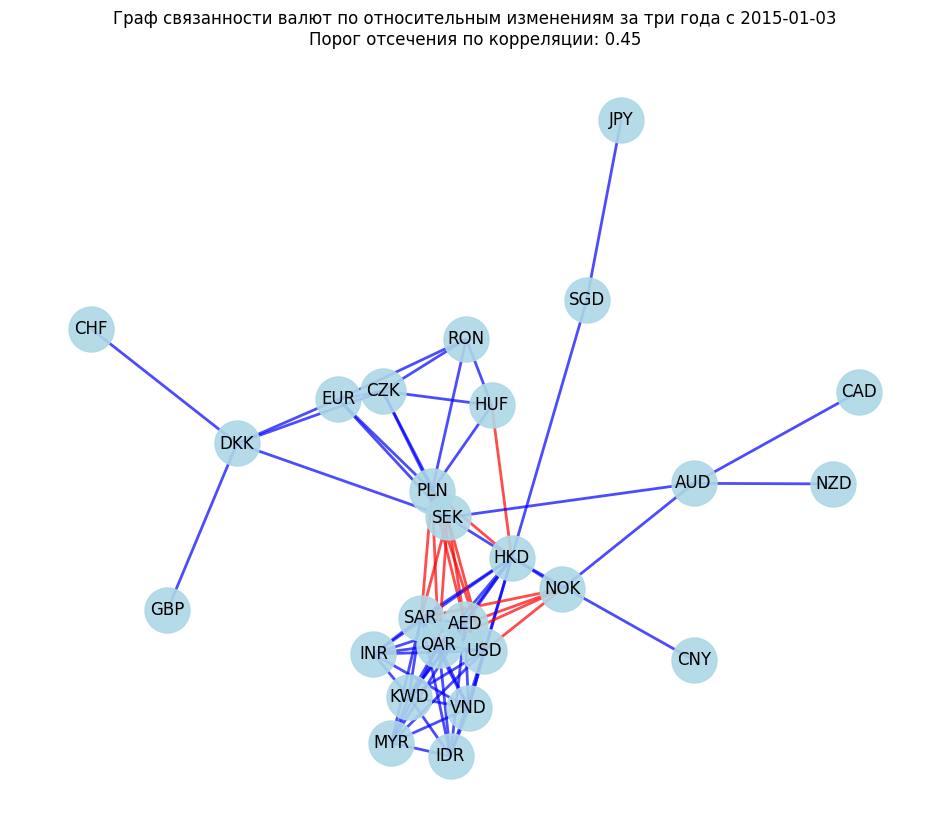 Граф связанности валют по относительным изменениям за три года с 2015-01-03
Порог отсечения по корреляции: 0.45
JPY
SGD
CHF
RON
CZK
EUR
CAD
HUF
DKK
AUD
NZD
PLN
SEK
HKD
NOK
GBP
SAR
AED
QAR
USD
INR
CNY
KWD
VND
MYR
IDR